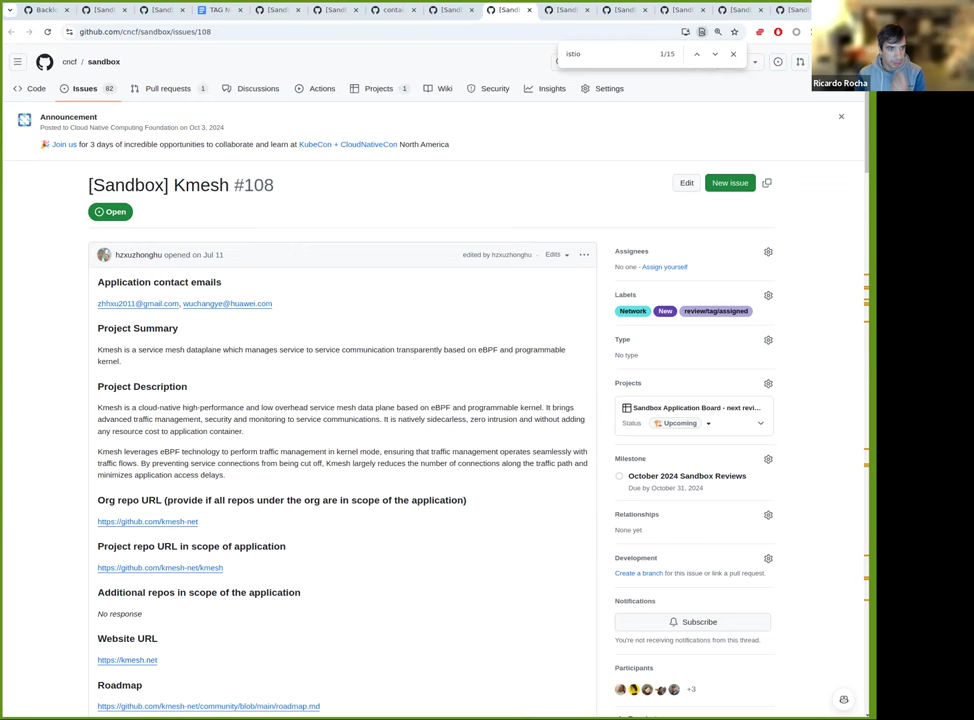 Backlo
[Sandl
[Sandl
TAG N
[Sandl
[Sandl
contai
[Sandl
[Sandl
[Sandl
[Sandl
[Sandl
[Sandl
[Sandl
github.com/cncf/sandbox/issues/108
istio
1/15
cncf / sandbox
Code
Issues 82
Pull requests 1
Discussions
Actions
Projects 1
Wiki
Security
Insights
Settings
Ricardo Rocha
Announcement
Posted to Cloud Native Computing Foundation on Oct 3, 2024
🎉 Join us for 3 days of incredible opportunities to collaborate and learn at KubeCon + CloudNativeCon North America
[Sandbox] Kmesh #108
Edit
New issue
Open
hzxuzhonghu opened on Jul 11
edited by hzxuzhonghu · Edits
Application contact emails
zhhxu2011@gmail.com, wuchangye@huawei.com
Project Summary
Kmesh is a service mesh dataplane which manages service to service communication transparently based on eBPF and programmable
kernel.
Project Description
Kmesh is a cloud-native high-performance and low overhead service mesh data plane based on eBPF and programmable kernel. It brings
advanced traffic management, security and monitoring to service communications. It is natively sidecarless, zero intrusion and without adding
any resource cost to application container.
Kmesh leverages eBPF technology to perform traffic management in kernel mode, ensuring that traffic management operates seamlessly with
traffic flows. By preventing service connections from being cut off, Kmesh largely reduces the number of connections along the traffic path and
minimizes application access delays.
Org repo URL (provide if all repos under the org are in scope of the application)
https://github.com/kmesh-net
Project repo URL in scope of application
https://github.com/kmesh-net/kmesh
Additional repos in scope of the application
No response
Website URL
https://kmesh.net
Roadmap
https://github.com/kmesh-net/community/blob/main/roadmap.md
Assignees
No one - Assign yourself
Labels
Network New review/tag/assigned
Type
No type
Projects
Sandbox Application Board - next revi...
Status 🏗 Upcoming
Milestone
October 2024 Sandbox Reviews
Due by October 31, 2024
Relationships
None yet
Development
Create a branch for this issue or link a pull request.
Notifications
Subscribe
You're not receiving notifications from this thread.
Participants
+3